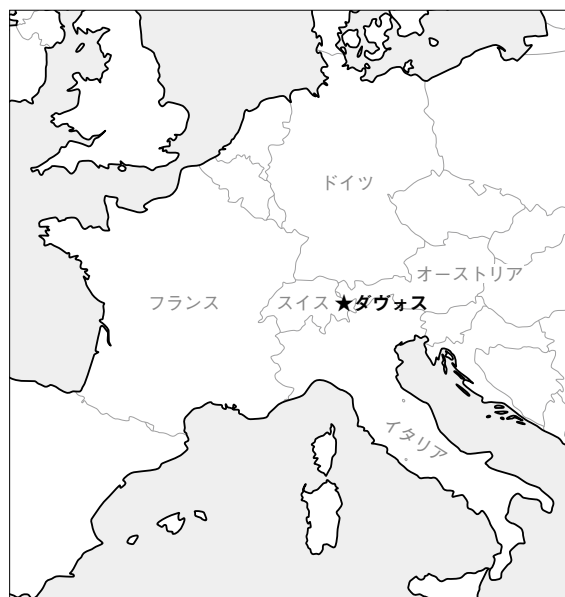 ドイツ
オーストリア
フランス
スイス
★ダヴォス
イタリア